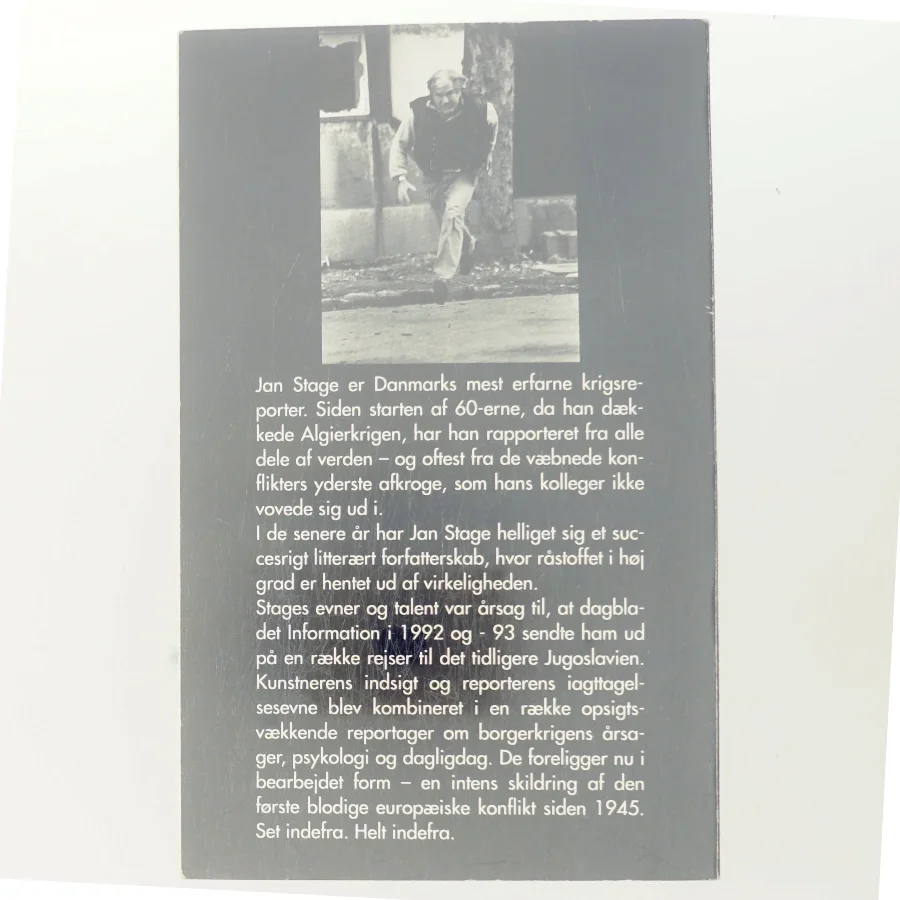 Jan Stage er Danmarks mest erfarne krigsre-
porter. Siden starten af 60-erne, da han dæk-
kede Algierkrigen, har han rapporteret fra alle
dele af verden – og oftest fra de væbnede kon-
flikters yderste afkroge, som hans kolleger ikke
vovede sig ud i.
I de senere år har Jan Stage helliget sig et suc-
cesrigt litterært forfatterskab, hvor råstoffet i høj
grad er hentet ud af virkeligheden.
Stages evner og talent var årsag til, at dagbla-
det Information i 1992 og - 93 sendte ham ud
på en række rejser til det tidligere Jugoslavien.
Kunstnerens indsigt og reporterens iagttagel-
sesevne blev kombineret i en række opsigts-
vækkende reportager om borgerkrigens årsa-
ger, psykologi og dagligdag. De foreligger nu i
bearbejdet form – en intens skildring af den
første blodige europæiske konflikt siden 1945.
Set indefra. Helt indefra.